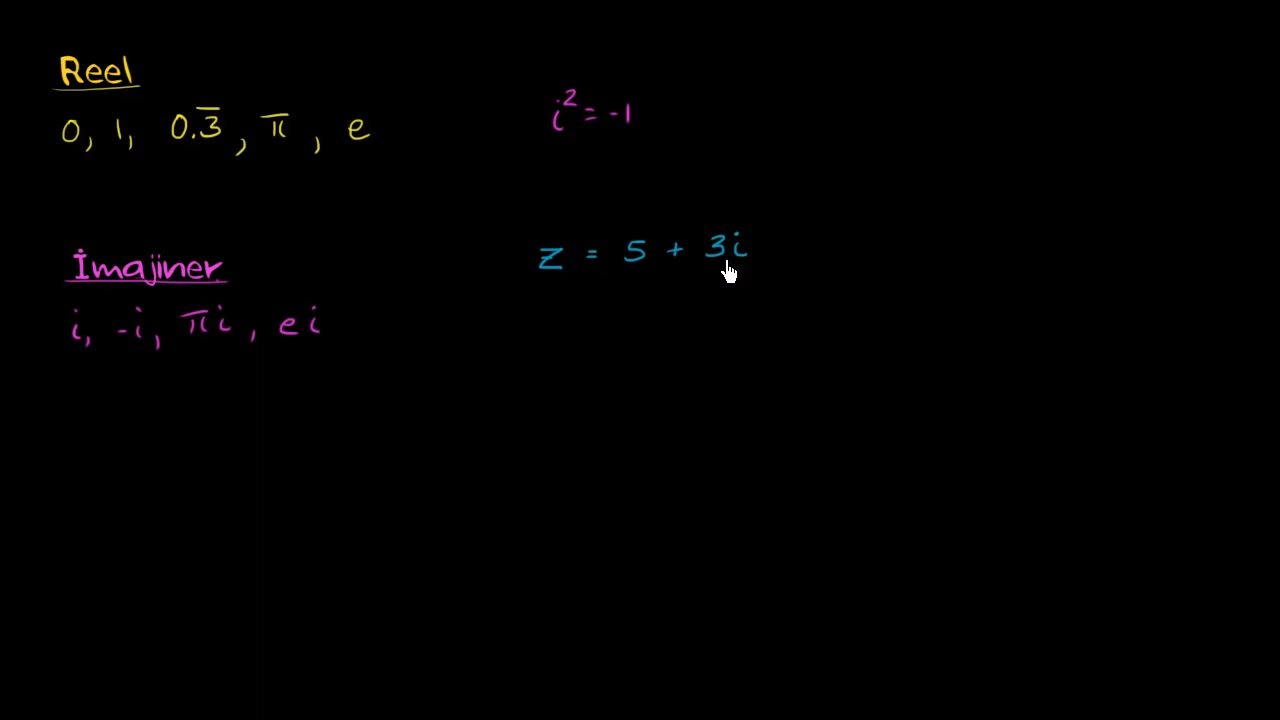 Reel
0, 1, 0.3̅, π, e
i² = -1
z = 5 + 3i
İmajiner
i, -i, πi, ei